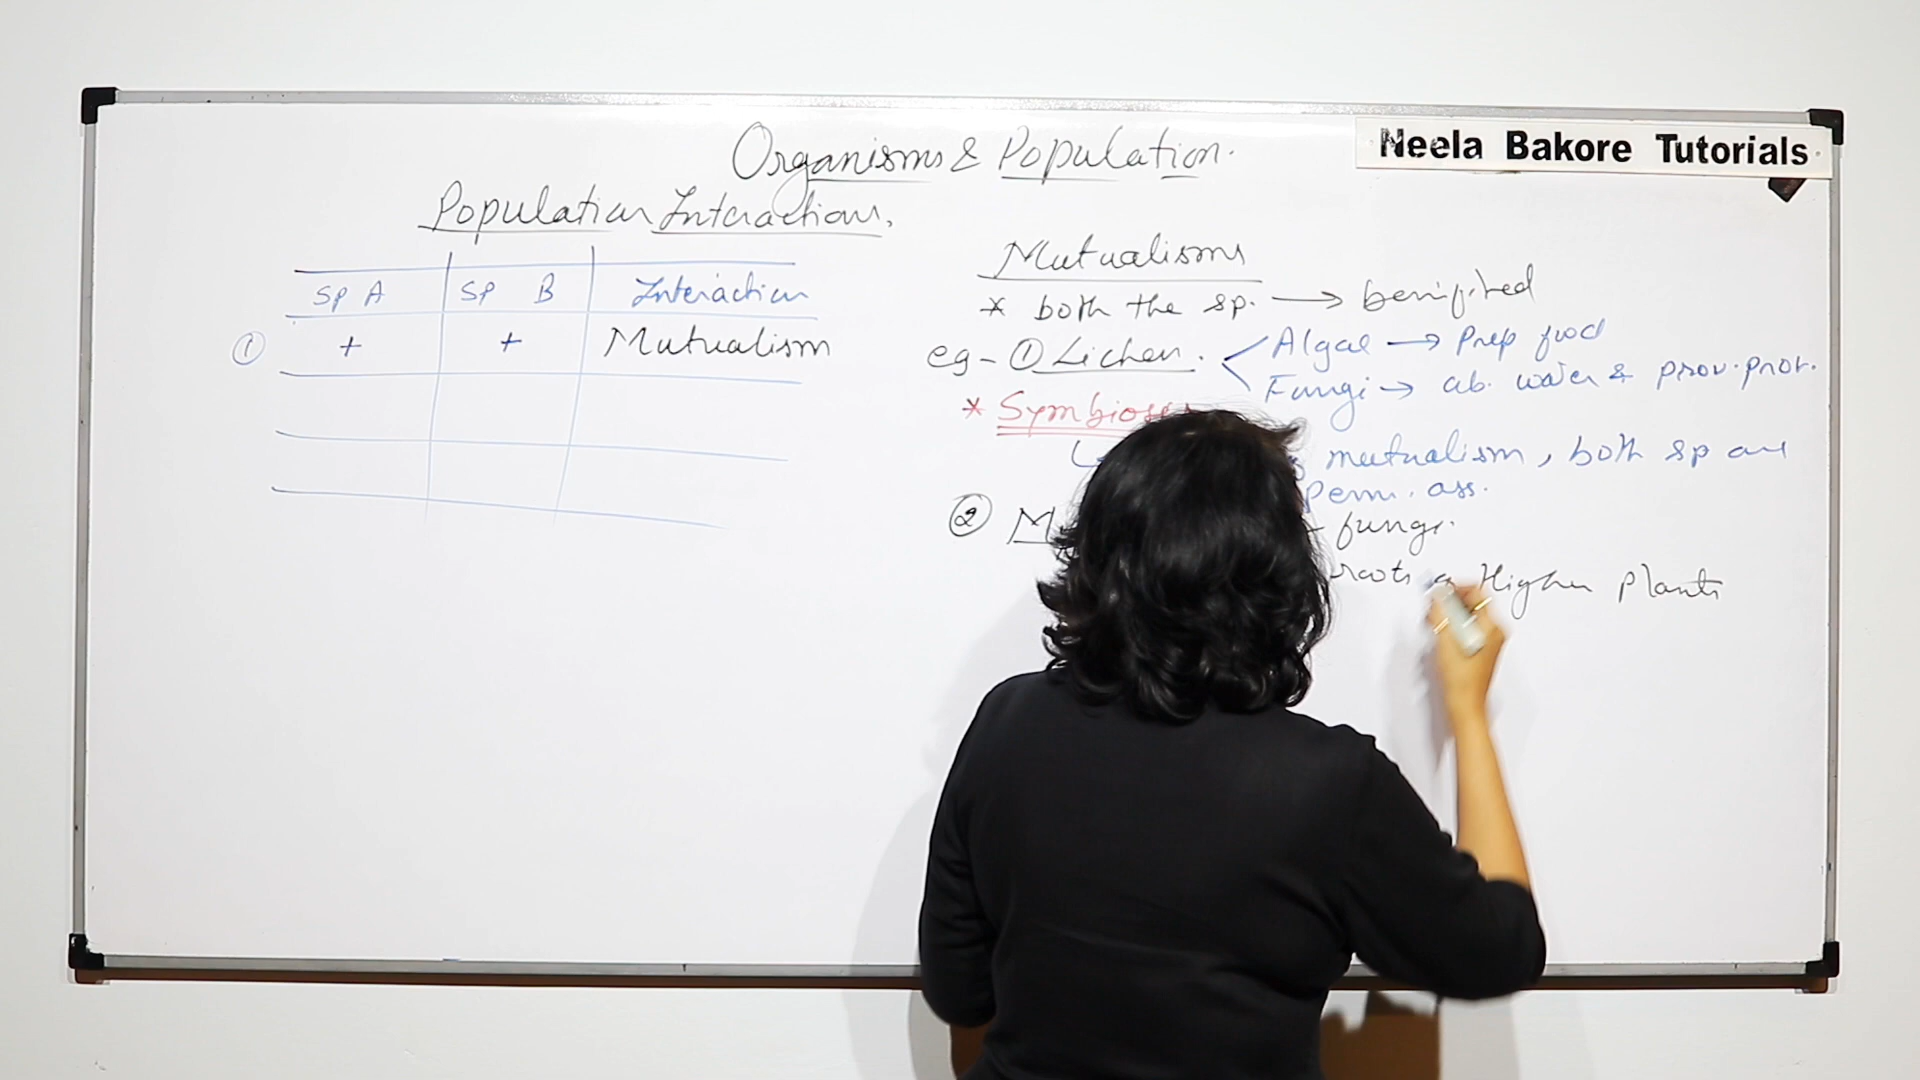 Neela Bakore Tutorials
Organisms & Population.
Population Interactions.
Sp A Sp B Interaction
① + + Mutualism
Mutualisms
* both the sp. → benifited
eg - ① Lichen. Algae → Prep food
Fungi → ab. water & prov. prot.
*
mutualism, both sp are
perm. ass.
② fungi.
roots Higher Plants